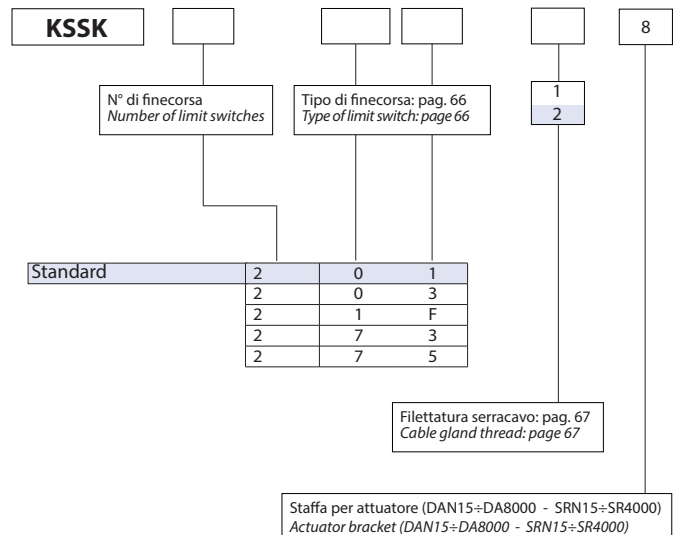 KSSK 8
N° di finecorsa
Number of limit switches
Tipo di finecorsa: pag. 66
Type of limit switch: page 66
1
2
Standard 2 0 1
2 0 3
2 1 F
2 7 3
2 7 5
Filettatura serracavo: pag. 67
Cable gland thread: page 67
Staffa per attuatore (DAN15÷DA8000 - SRN15÷SR4000)
Actuator bracket (DAN15÷DA8000 - SRN15÷SR4000)